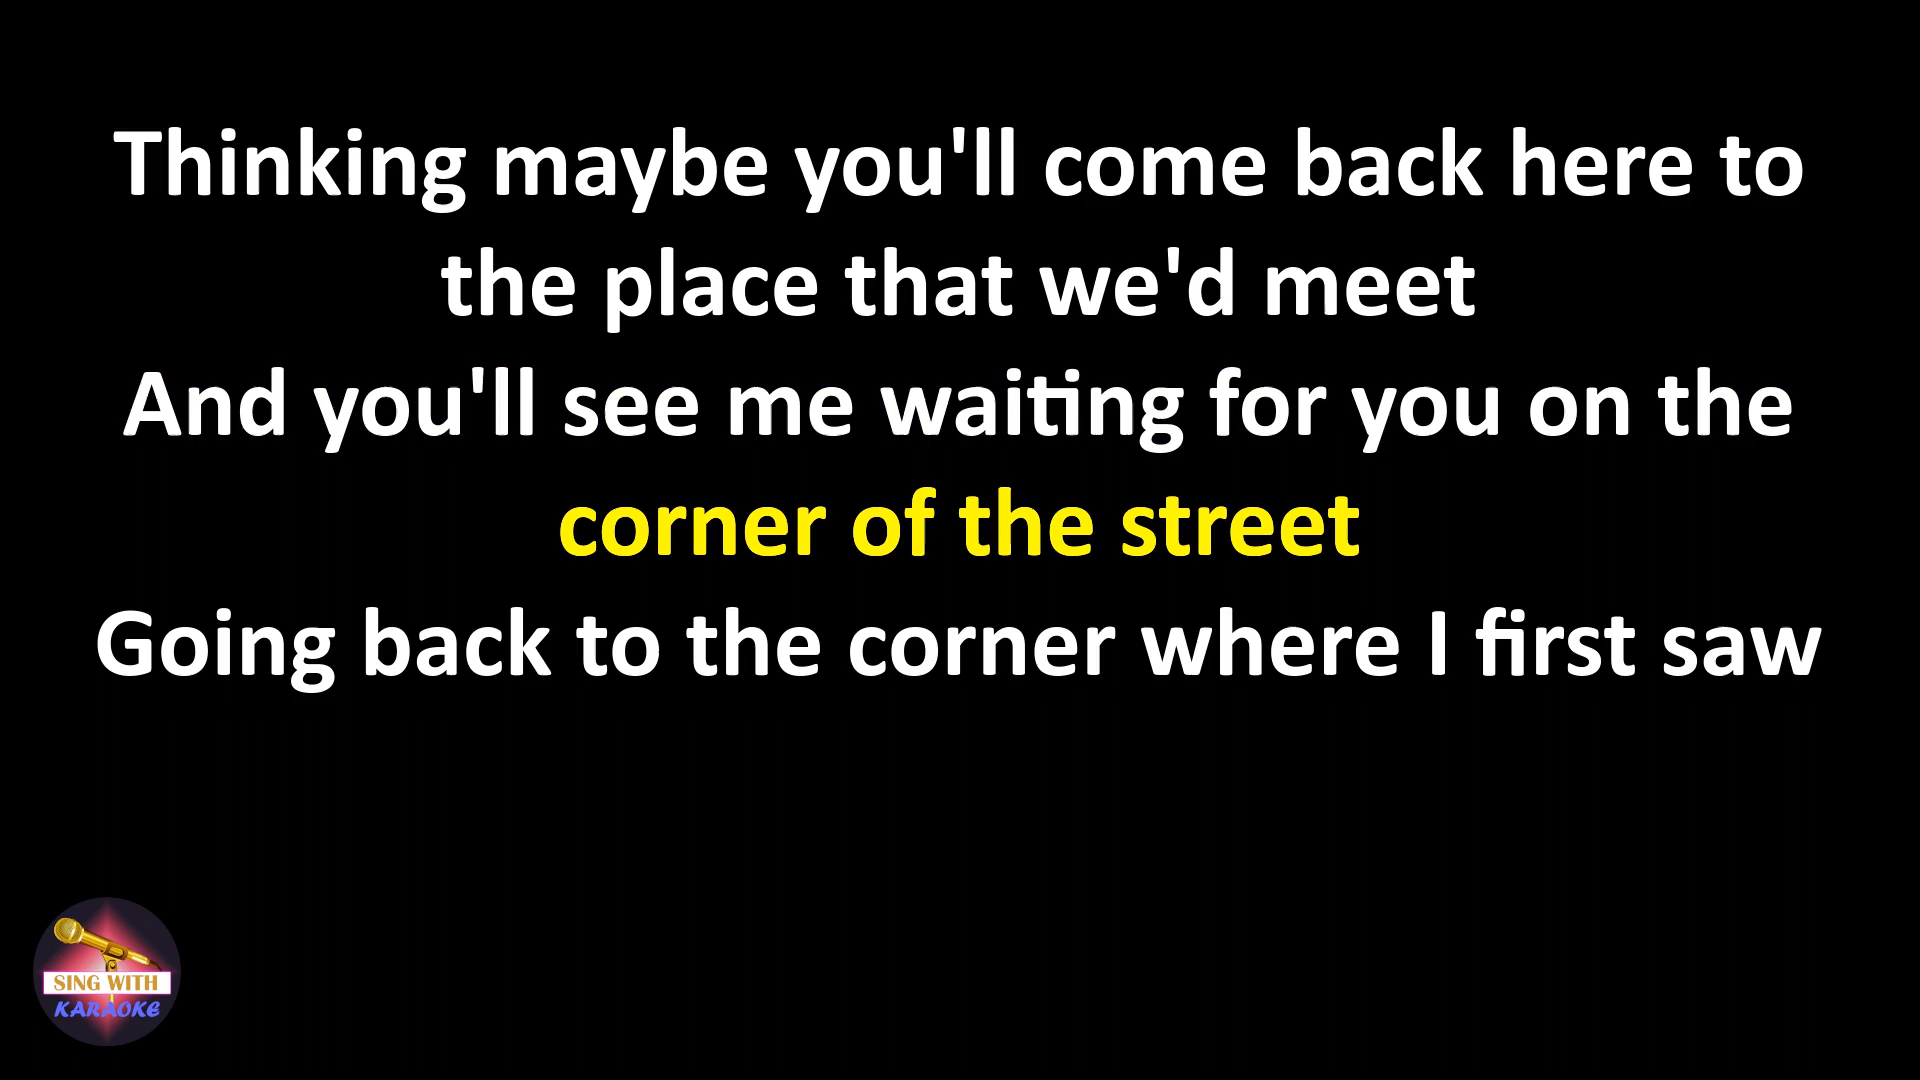 Thinking maybe you'll come back here to
the place that we'd meet
And you'll see me waiting for you on the
corner of the street
Going back to the corner where I first saw
SING WITH
KARAOKE